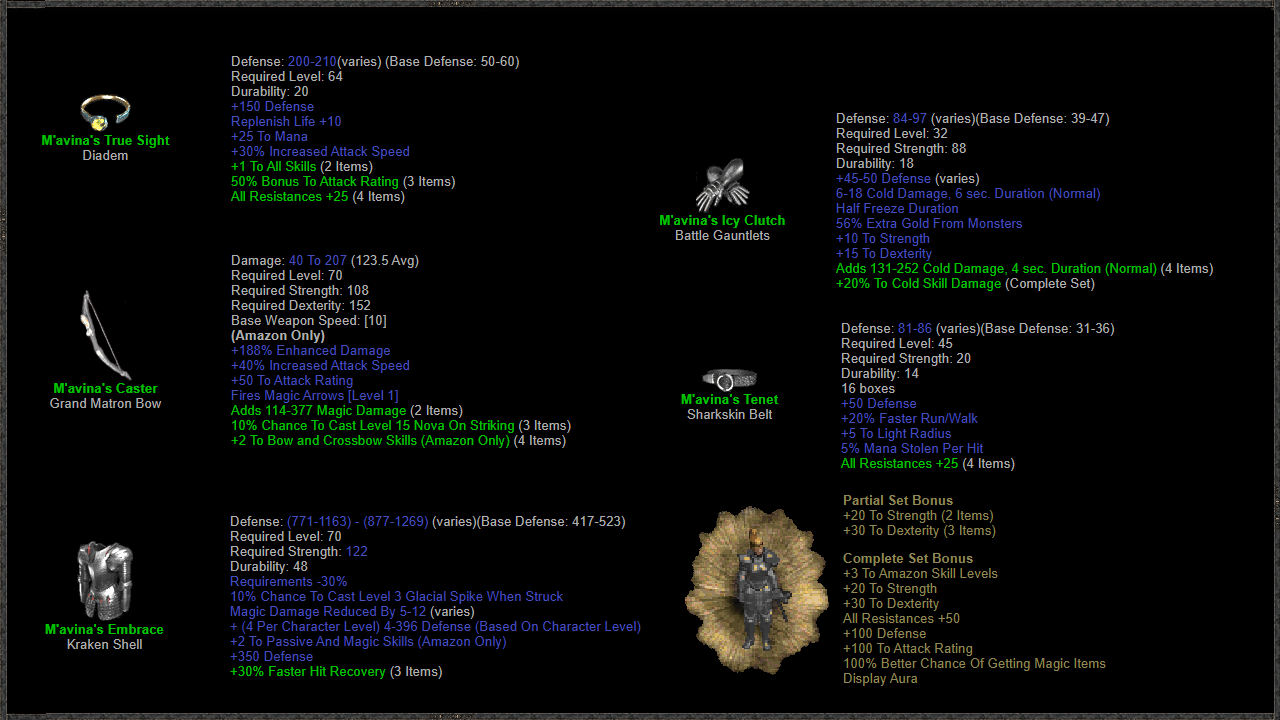 M'avina's True Sight
Diadem
Defense: 200-210(varies) (Base Defense: 50-60)
Required Level: 64
Durability: 20
+150 Defense
Replenish Life +10
+25 To Mana
+30% Increased Attack Speed
+1 To All Skills (2 Items)
50% Bonus To Attack Rating (3 Items)
All Resistances +25 (4 Items)
M'avina's Caster
Grand Matron Bow
Damage: 40 To 207 (123.5 Avg)
Required Level: 70
Required Strength: 108
Required Dexterity: 152
Base Weapon Speed: [10]
(Amazon Only)
+188% Enhanced Damage
+40% Increased Attack Speed
+50 To Attack Rating
Fires Magic Arrows [Level 1]
Adds 114-377 Magic Damage (2 Items)
10% Chance To Cast Level 15 Nova On Striking (3 Items)
+2 To Bow and Crossbow Skills (Amazon Only) (4 Items)
M'avina's Embrace
Kraken Shell
Defense: (771-1163) - (877-1269) (varies)(Base Defense: 417-523)
Required Level: 70
Required Strength: 122
Durability: 48
Requirements -30%
10% Chance To Cast Level 3 Glacial Spike When Struck
Magic Damage Reduced By 5-12 (varies)
+ (4 Per Character Level) 4-396 Defense (Based On Character Level)
+2 To Passive And Magic Skills (Amazon Only)
+350 Defense
+30% Faster Hit Recovery (3 Items)
M'avina's Icy Clutch
Battle Gauntlets
Defense: 84-97 (varies)(Base Defense: 39-47)
Required Level: 32
Required Strength: 88
Durability: 18
+45-50 Defense (varies)
6-18 Cold Damage, 6 sec. Duration (Normal)
Half Freeze Duration
56% Extra Gold From Monsters
+10 To Strength
+15 To Dexterity
Adds 131-252 Cold Damage, 4 sec. Duration (Normal) (4 Items)
+20% To Cold Skill Damage (Complete Set)
M'avina's Tenet
Sharkskin Belt
Defense: 81-86 (varies)(Base Defense: 31-36)
Required Level: 45
Required Strength: 20
Durability: 14
16 boxes
+50 Defense
+20% Faster Run/Walk
+5 To Light Radius
5% Mana Stolen Per Hit
All Resistances +25 (4 Items)
Partial Set Bonus
+20 To Strength (2 Items)
+30 To Dexterity (3 Items)
Complete Set Bonus
+3 To Amazon Skill Levels
+20 To Strength
+30 To Dexterity
All Resistances +50
+100 Defense
+100 To Attack Rating
100% Better Chance Of Getting Magic Items
Display Aura